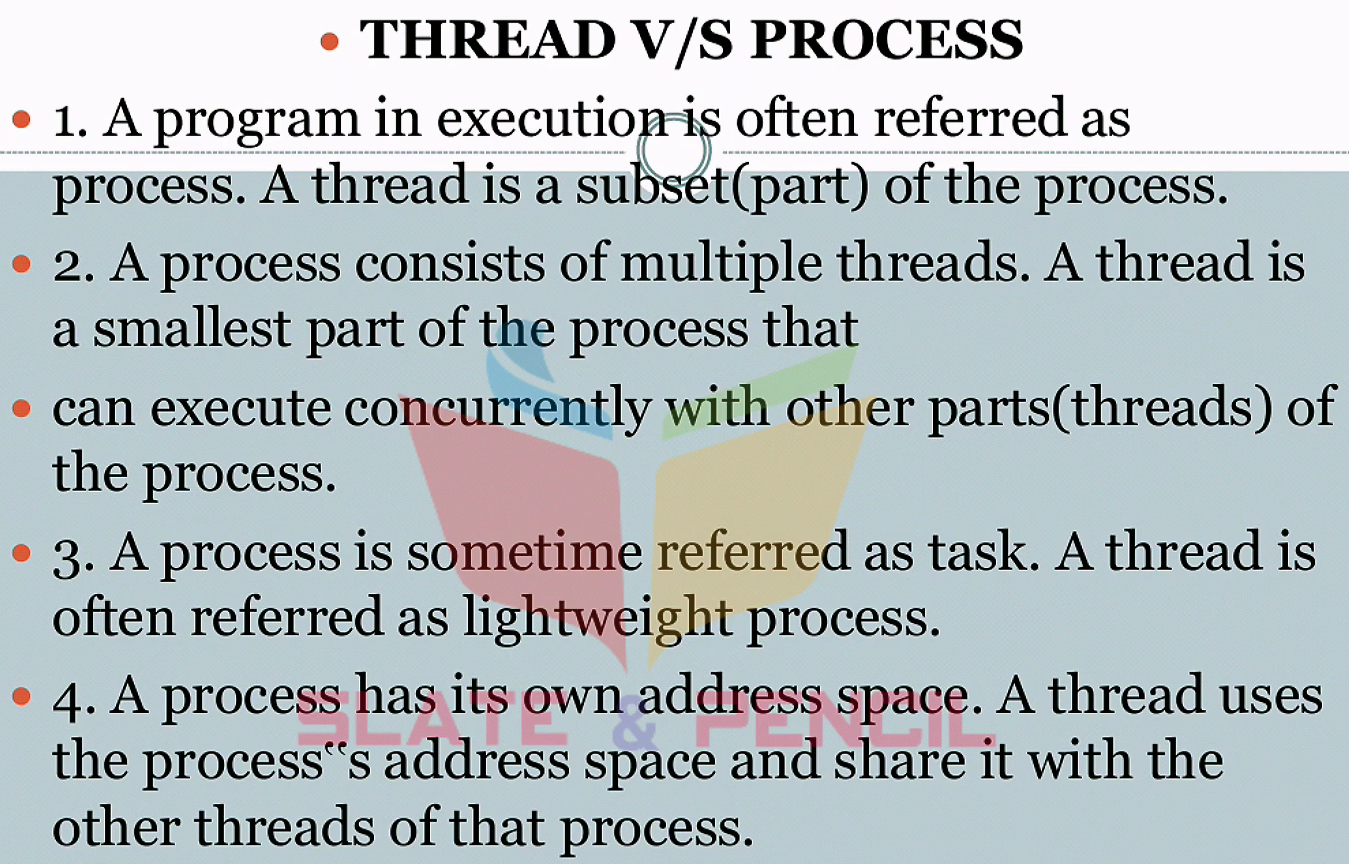 • THREAD V/S PROCESS
• 1. A program in execution is often referred as
process. A thread is a subset(part) of the process.
• 2. A process consists of multiple threads. A thread is
a smallest part of the process that
• can execute concurrently with other parts(threads) of
the process.
• 3. A process is sometime referred as task. A thread is
often referred as lightweight process.
• 4. A process has its own address space. A thread uses
SLATE & PENCIL
the process‟‟s address space and share it with the
other threads of that process.